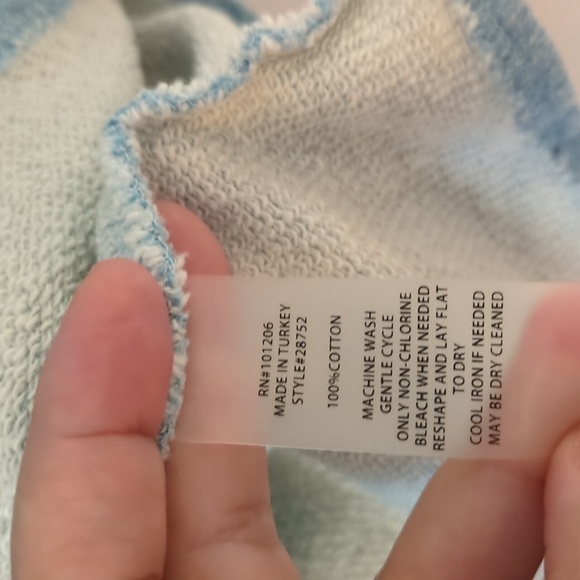 RN#101206
MADE IN TURKEY
STYLE#28752
100%COTTON
MACHINE WASH
GENTLE CYCLE
ONLY NON-CHLORINE
BLEACH WHEN NEEDED
RESHAPE AND LAY FLAT
TO DRY
COOL IRON IF NEEDED
MAY BE DRY CLEANED